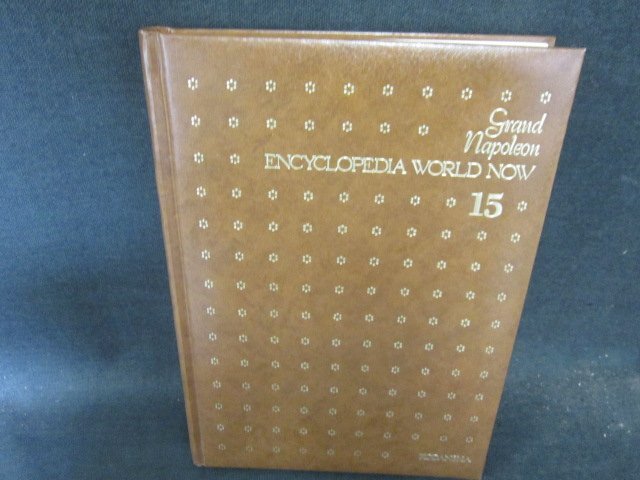 Grand
Napoleon
ENCYCLOPEDIA WORLD NOW
15